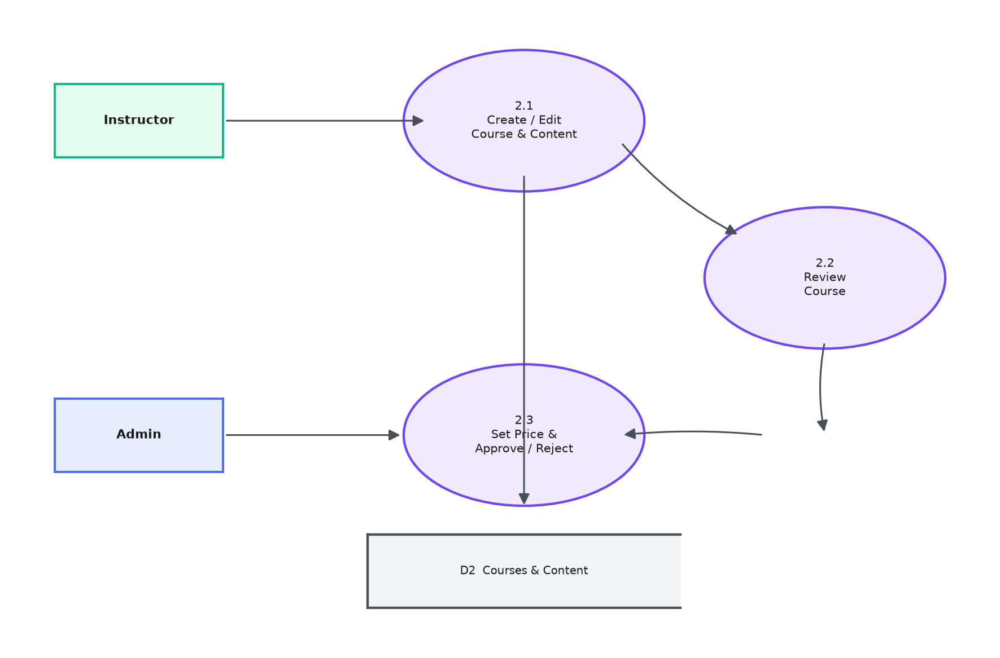 2.1
Instructor
Create / Edit
Course & Content
2.2
Review
Course
2.3
Admin
Set Price &
Approve / Reject
D2 Courses & Content